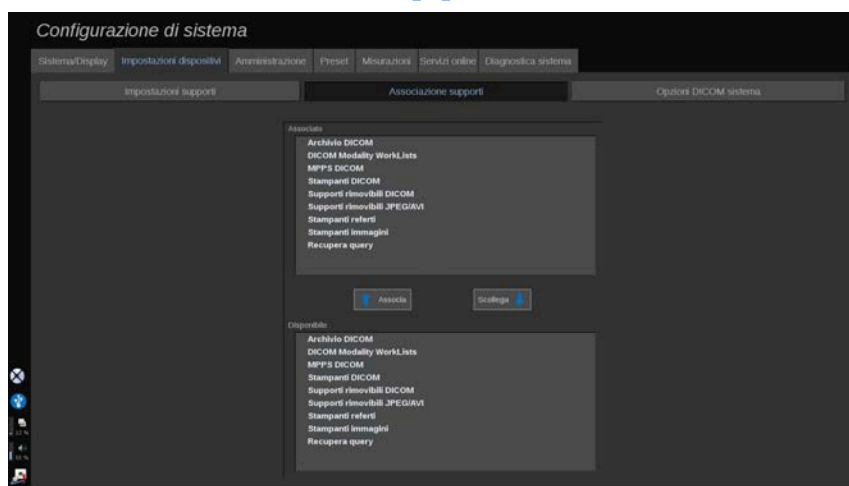 Configurazione di sistema
Sistema/Display Impostazioni dispositivi Amministrazione Preset Misurazioni Servizi online Diagnostica sistema
Impostazioni supporti Associazione supporti Opzioni DICOM sistema
Associato
Archivio DICOM
DICOM Modality WorkLists
MPPS DICOM
Stampanti DICOM
Supporti rimovibili DICOM
Supporti rimovibili JPEG/AVI
Stampanti referti
Stampanti immagini
Recupera query
Associa Scollega
Disponibile
Archivio DICOM
DICOM Modality WorkLists
MPPS DICOM
Stampanti DICOM
Supporti rimovibili DICOM
Supporti rimovibili JPEG/AVI
Stampanti referti
Stampanti immagini
Recupera query